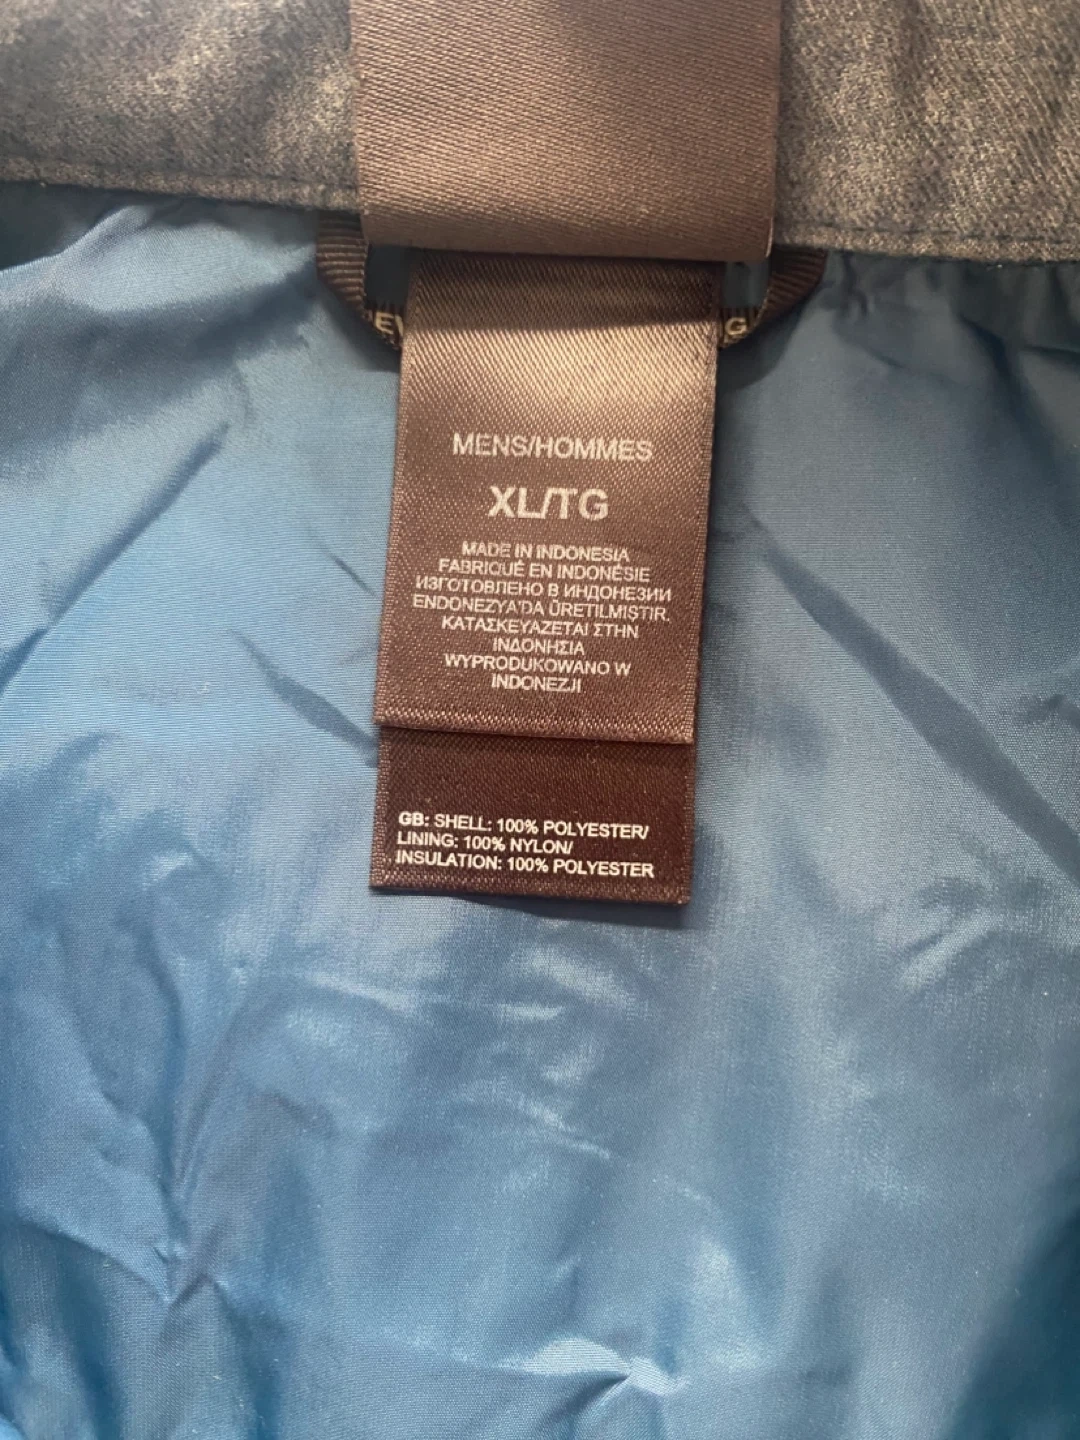 MENS/HOMMES
XL/TG
MADE IN INDONESIA
FABRIQUÉ EN INDONÉSIE
ИЗГОТОВЛЕНО В ИНДОНЕЗИИ
ENDONEZYA'DA ÜRETILMIŞTIR.
ΚΑΤΑΣΚΕΥΑΖΕΤΑΙ ΣΤΗΝ
ΙΝΔΟΝΗΣΙΑ
WYPRODUKOWANO W
INDONEZJI
GB: SHELL: 100% POLYESTER/
LINING: 100% NYLON/
INSULATION: 100% POLYESTER